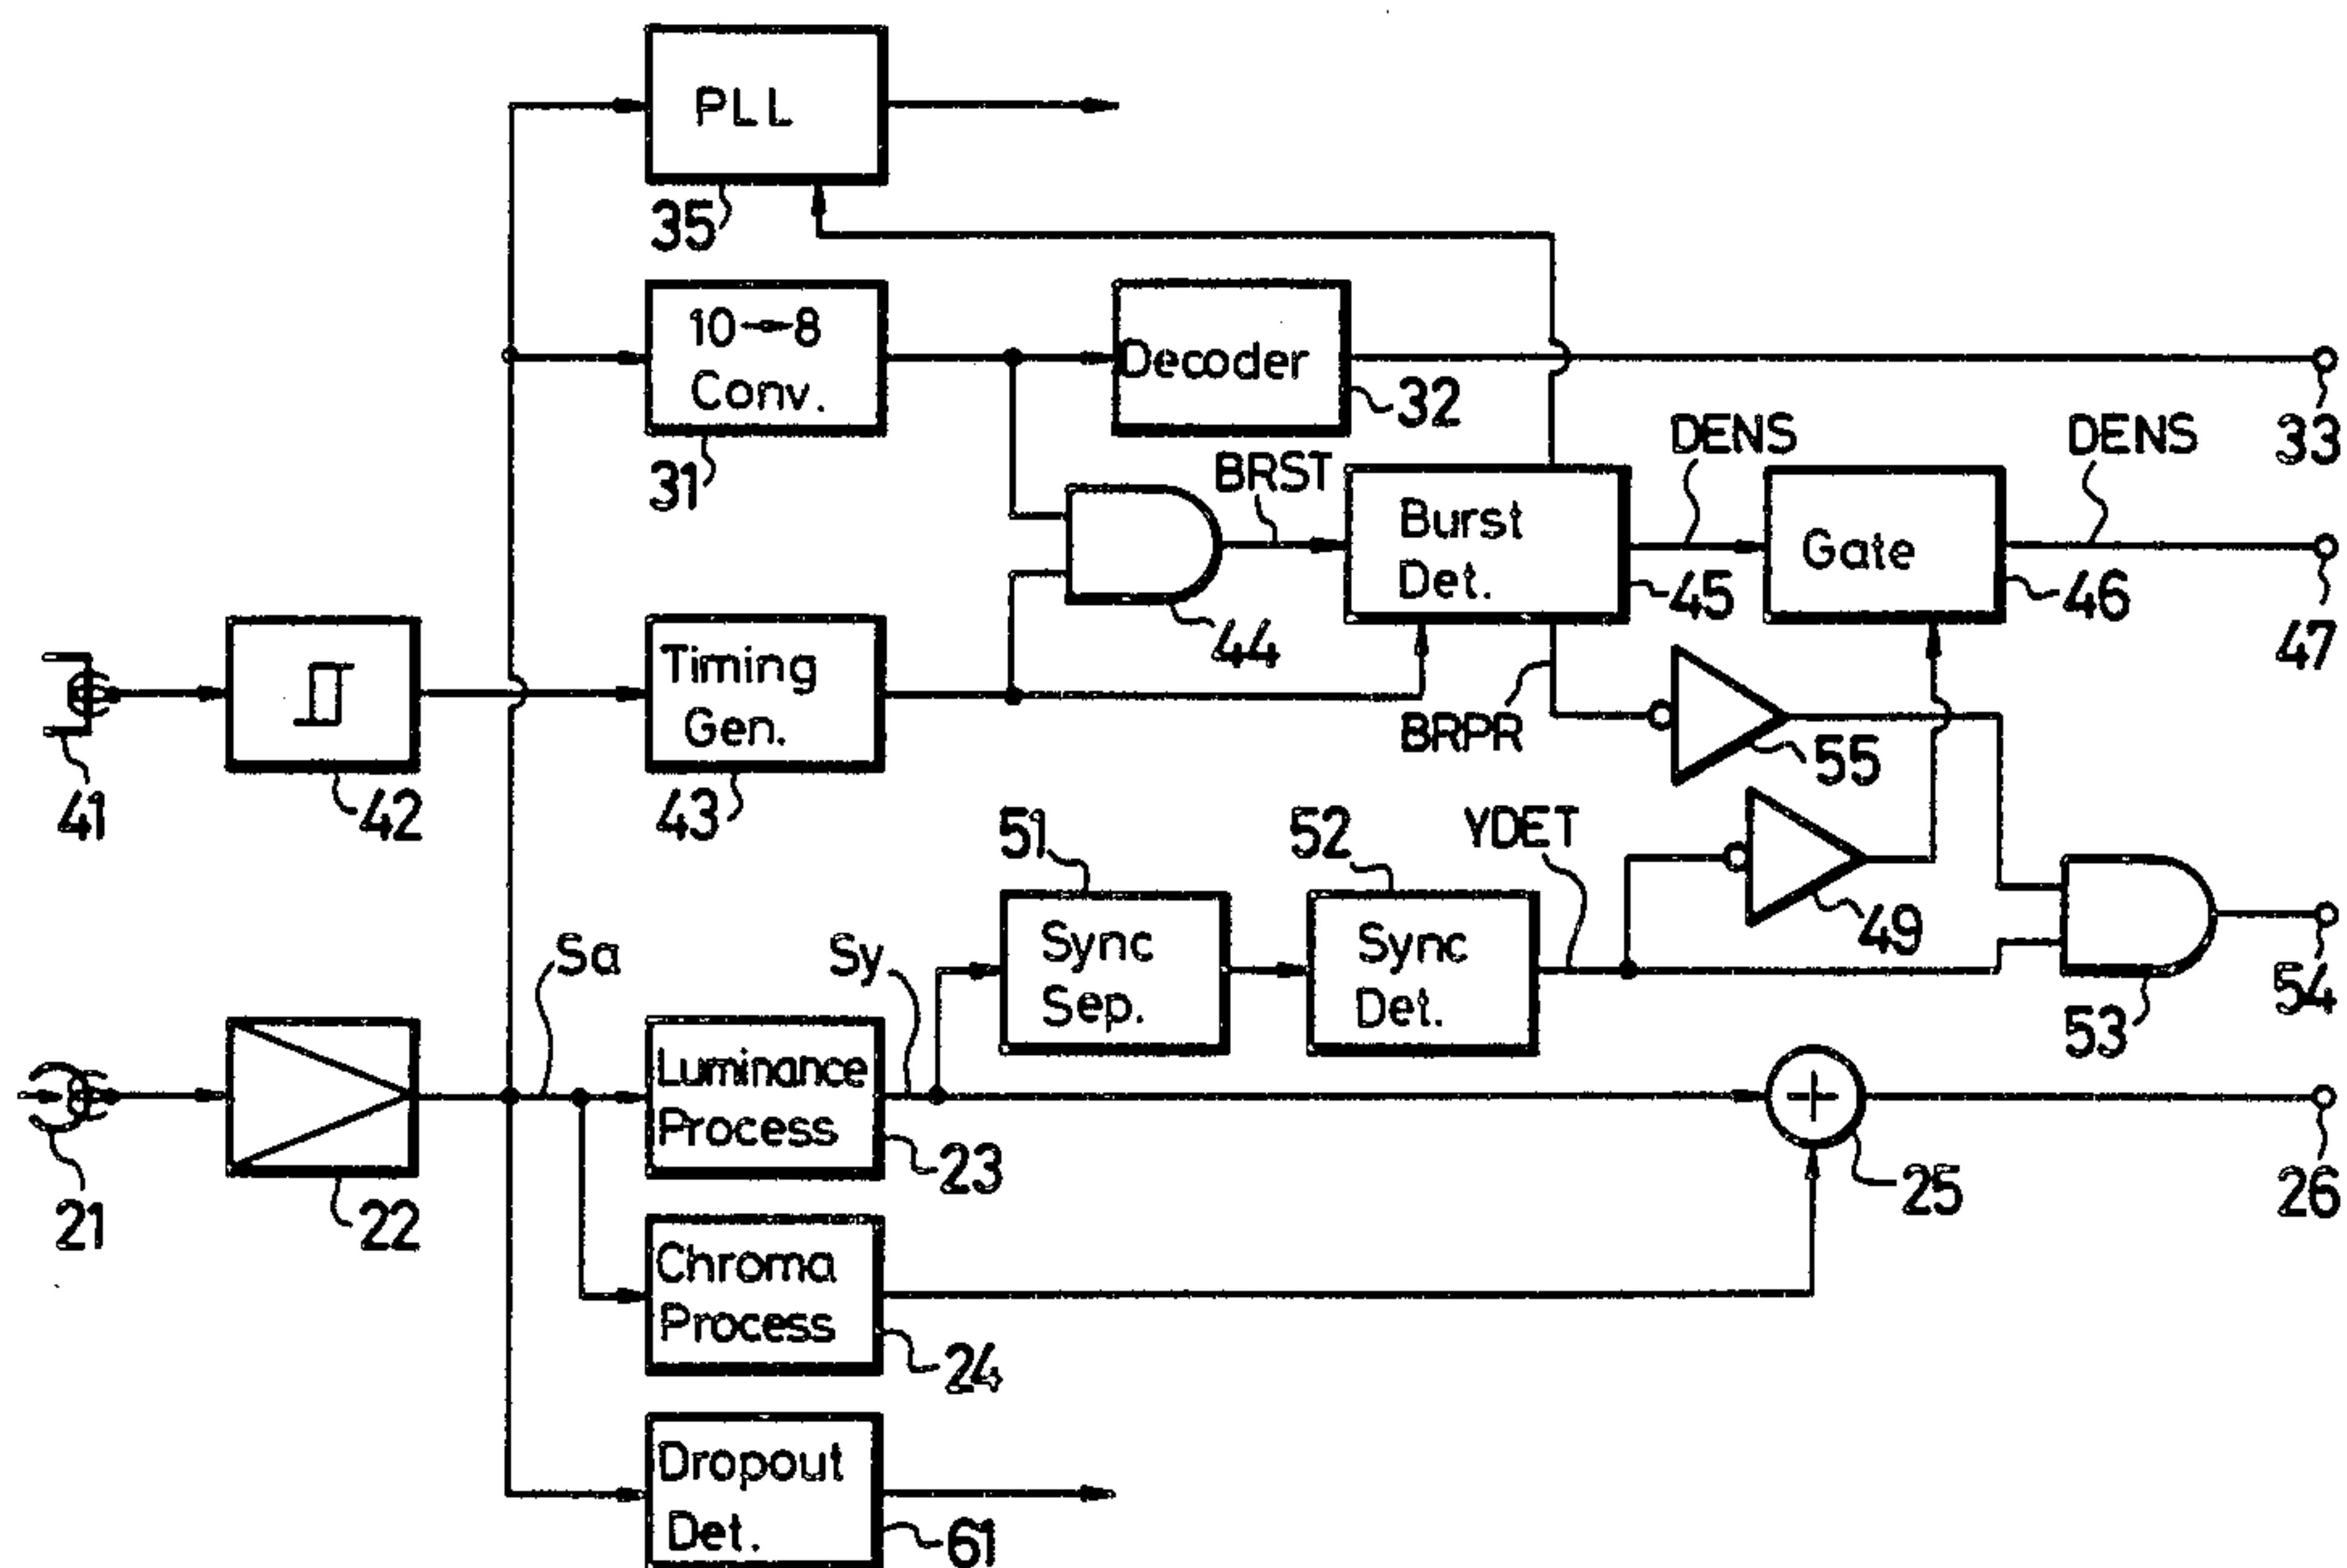 PLL
35
10→8
Conv.
31
Decoder
32
33
BRST
DENS
DENS
Burst
Det.
45
Gate
46
47
44
41
42
Timing
Gen.
43
BRPR
55
51
52
YDET
49
Sync
Sep.
Sync
Det.
53
54
Sa
Sy
21
22
Luminance
Process
23
25
26
Chroma
Process
24
Dropout
Det.
61